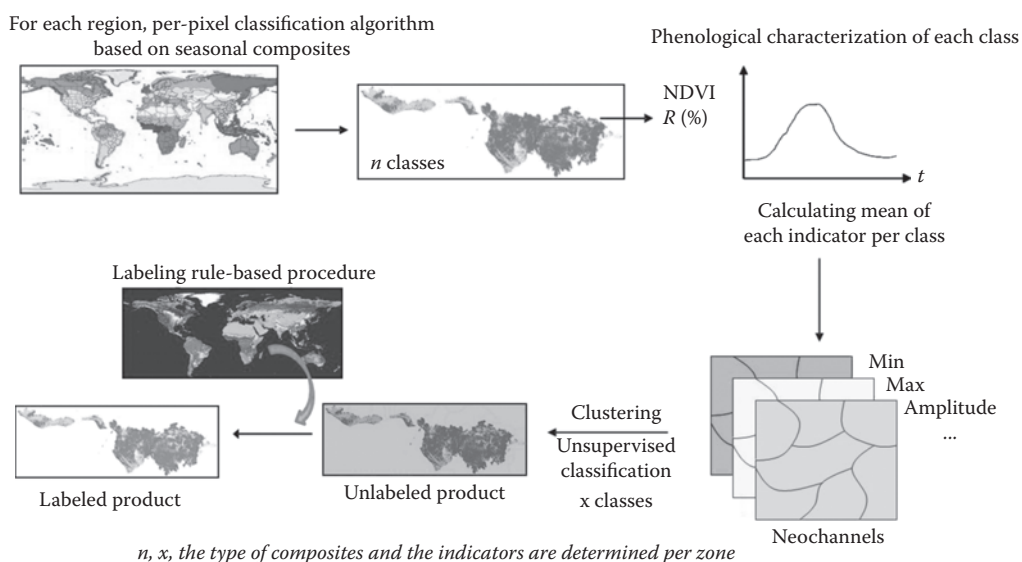 For each region, per-pixel classification algorithm
based on seasonal composites
n classes
NDVI
R (%)
Phenological characterization of each class
t
Calculating mean of
each indicator per class
Min
Max
Amplitude
...
Neochannels
Clustering
Unsupervised
classification
x classes
Unlabeled product
Labeling rule-based procedure
Labeled product
n, x, the type of composites and the indicators are determined per zone